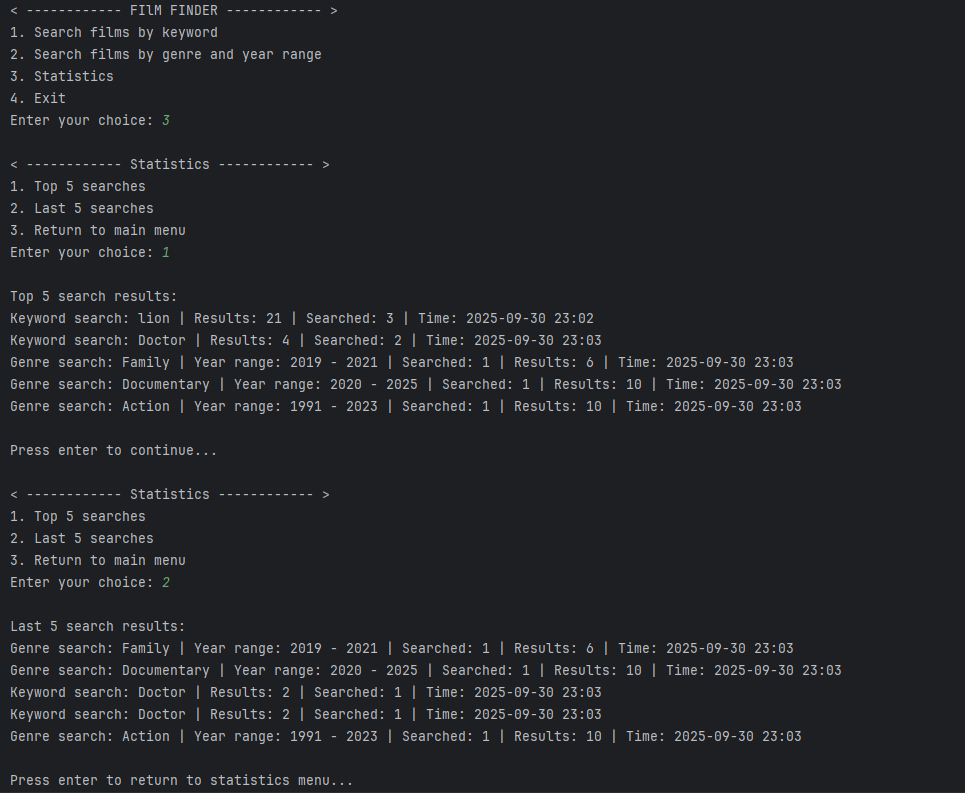 < ------------ FIlM FINDER ------------ >
1. Search films by keyword
2. Search films by genre and year range
3. Statistics
4. Exit
Enter your choice: 3
< ------------ Statistics ------------ >
1. Top 5 searches
2. Last 5 searches
3. Return to main menu
Enter your choice: 1
Top 5 search results:
Keyword search: lion | Results: 21 | Searched: 3 | Time: 2025-09-30 23:02
Keyword search: Doctor | Results: 4 | Searched: 2 | Time: 2025-09-30 23:03
Genre search: Family | Year range: 2019 - 2021 | Searched: 1 | Results: 6 | Time: 2025-09-30 23:03
Genre search: Documentary | Year range: 2020 - 2025 | Searched: 1 | Results: 10 | Time: 2025-09-30 23:03
Genre search: Action | Year range: 1991 - 2023 | Searched: 1 | Results: 10 | Time: 2025-09-30 23:03
Press enter to continue...
< ------------ Statistics ------------ >
1. Top 5 searches
2. Last 5 searches
3. Return to main menu
Enter your choice: 2
Last 5 search results:
Genre search: Family | Year range: 2019 - 2021 | Searched: 1 | Results: 6 | Time: 2025-09-30 23:03
Genre search: Documentary | Year range: 2020 - 2025 | Searched: 1 | Results: 10 | Time: 2025-09-30 23:03
Keyword search: Doctor | Results: 2 | Searched: 1 | Time: 2025-09-30 23:03
Keyword search: Doctor | Results: 2 | Searched: 1 | Time: 2025-09-30 23:03
Genre search: Action | Year range: 1991 - 2023 | Searched: 1 | Results: 10 | Time: 2025-09-30 23:03
Press enter to return to statistics menu...